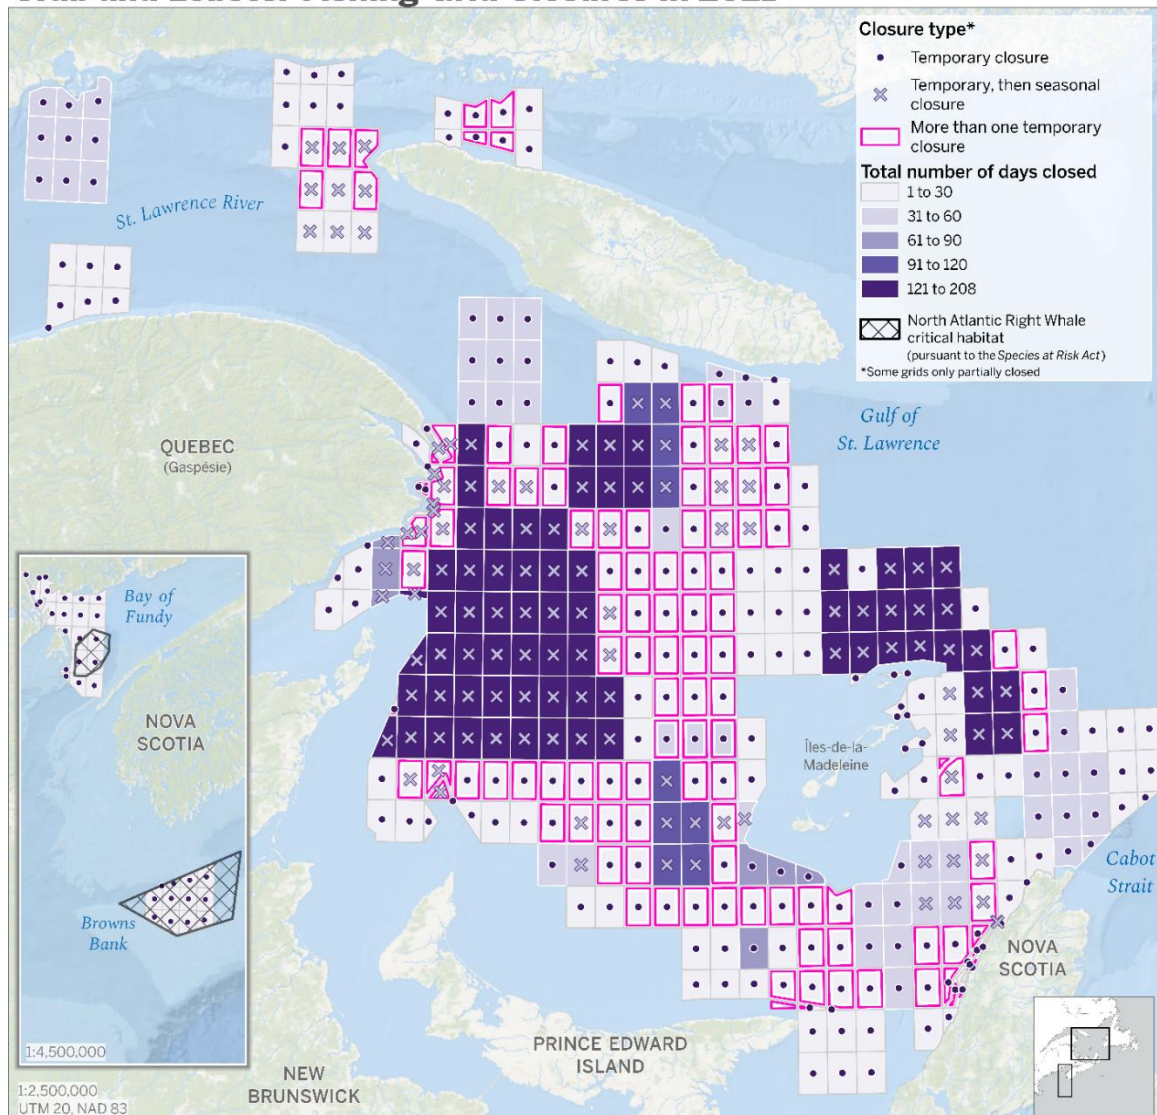 Closure type*
Temporary closure
Temporary, then seasonal
closure
More than one temporary
closure
Total number of days closed
1 to 30
31 to 60
61 to 90
91 to 120
121 to 208
North Atlantic Right Whale
critical habitat
(pursuant to the Species at Risk Act)
*Some grids only partially closed
St. Lawrence River
Gulf of
St. Lawrence
QUEBEC
(Gaspésie)
Bay of
Fundy
NOVA
SCOTIA
Îles-de-la-
Madeleine
Cabot
Strait
Browns
Bank
NOVA
SCOTIA
PRINCE EDWARD
ISLAND
NEW
BRUNSWICK
1:4,500,000
1:2,500,000
UTM 20, NAD 83